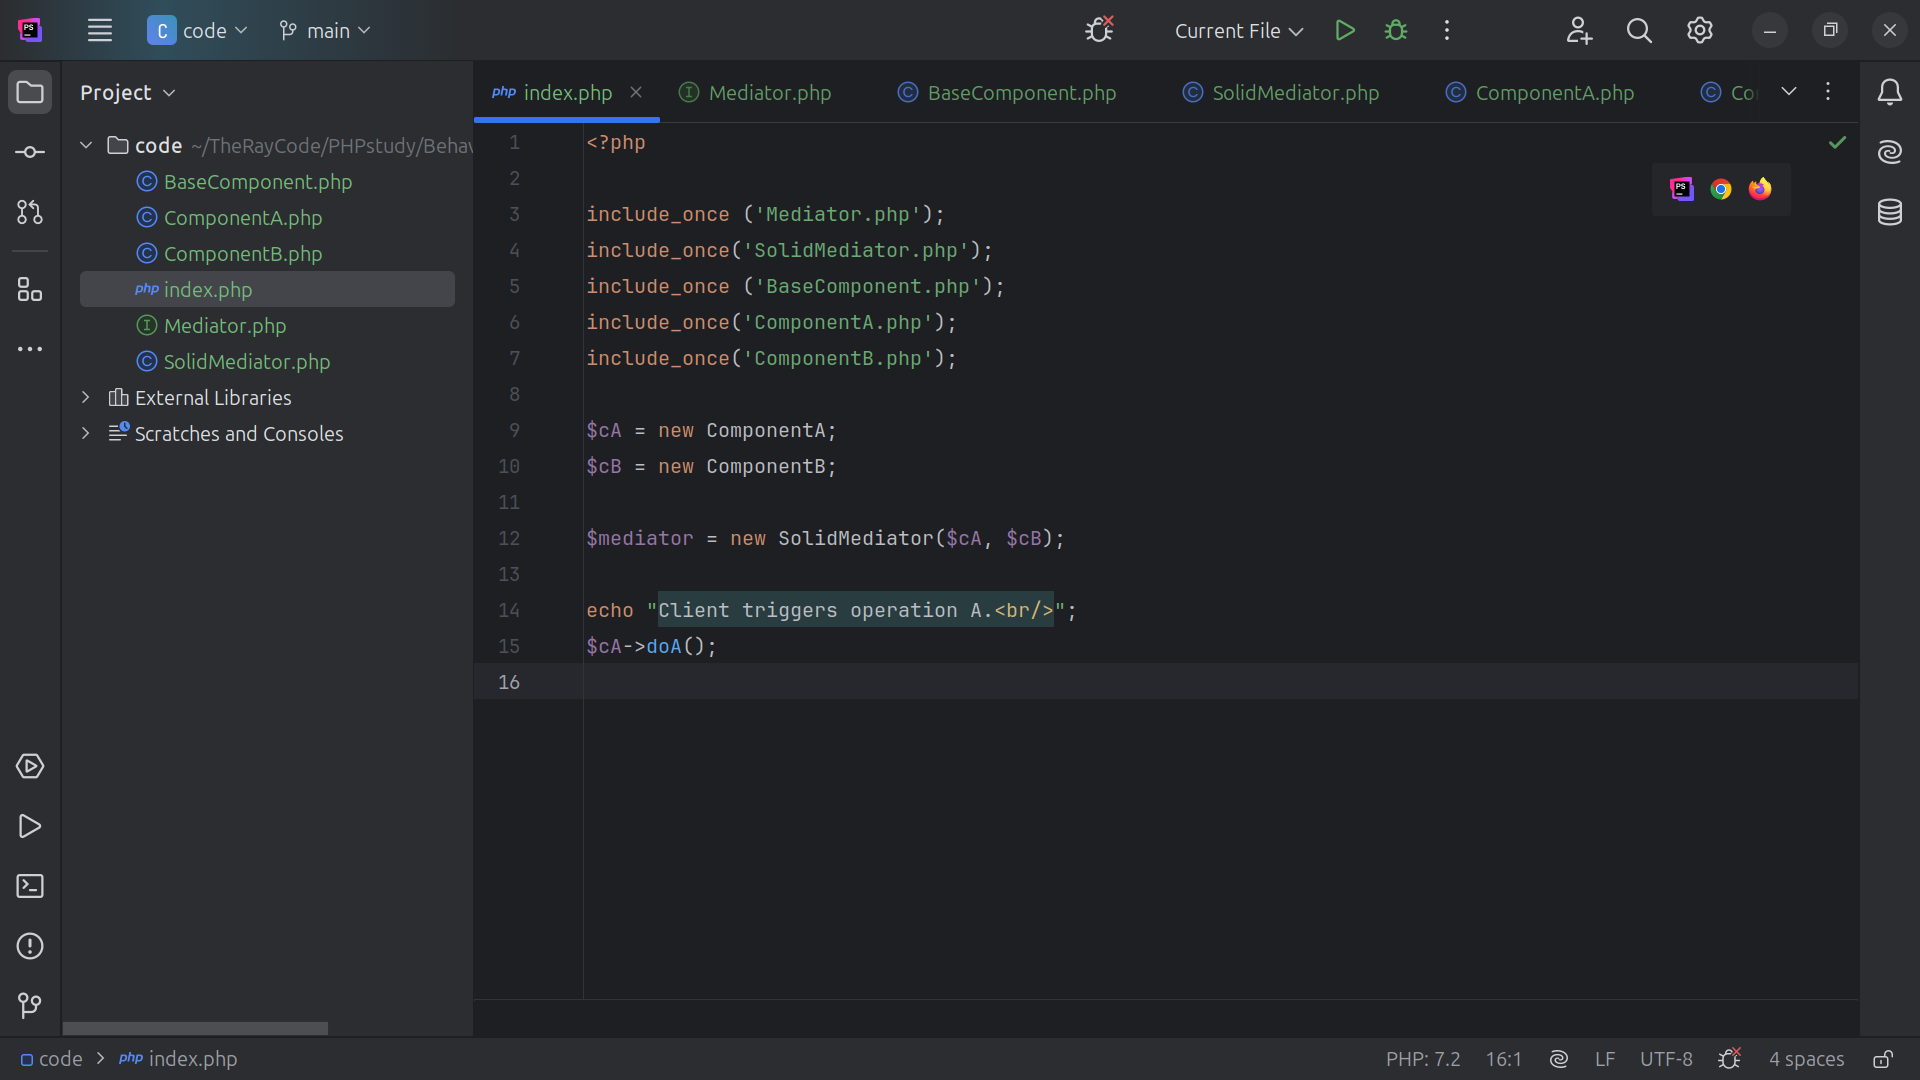 code
main
Current File
Project
index.php
Mediator.php
BaseComponent.php
SolidMediator.php
ComponentA.php
Co
code ~/TheRayCode/PHPstudy/Behav
BaseComponent.php
ComponentA.php
ComponentB.php
index.php
Mediator.php
SolidMediator.php
External Libraries
Scratches and Consoles
1 <?php
2
3 include_once ('Mediator.php');
4 include_once('SolidMediator.php');
5 include_once ('BaseComponent.php');
6 include_once('ComponentA.php');
7 include_once('ComponentB.php');
8
9 $cA = new ComponentA;
10 $cB = new ComponentB;
11
12 $mediator = new SolidMediator($cA, $cB);
13
14 echo "Client triggers operation A.<br/>";
15 $cA->doA();
16
code > php index.php
PHP: 7.2 16:1 LF UTF-8 4 spaces